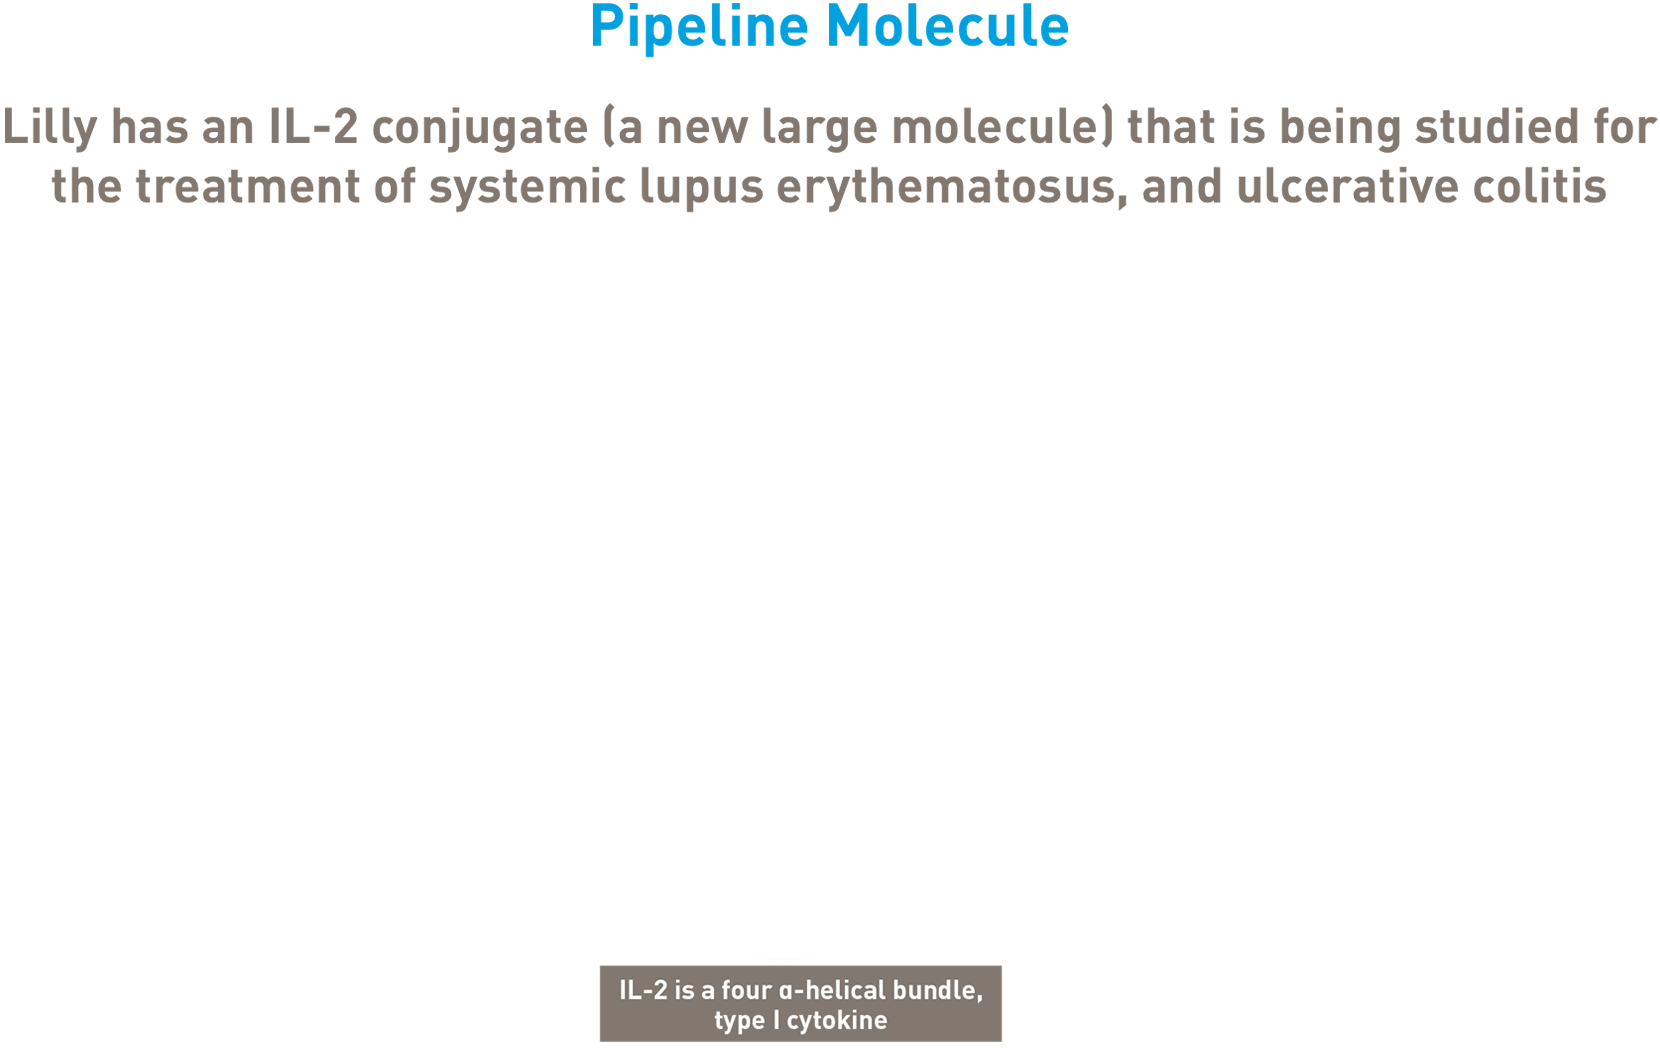 Pipeline Molecule
Lilly has an IL-2 conjugate (a new large molecule) that is being studied for
the treatment of systemic lupus erythematosus, and ulcerative colitis
IL-2 is a four α-helical bundle,
type I cytokine